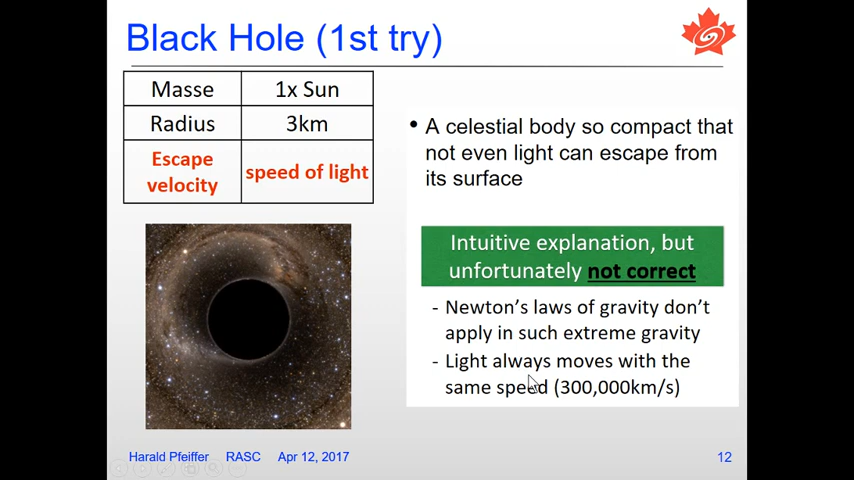 Black Hole (1st try)
Masse 1x Sun
Radius 3km
Escape
velocity speed of light
• A celestial body so compact that
not even light can escape from
its surface
Intuitive explanation, but
unfortunately not correct
- Newton's laws of gravity don't
apply in such extreme gravity
- Light always moves with the
same speed (300,000km/s)
Harald Pfeiffer RASC Apr 12, 2017 12